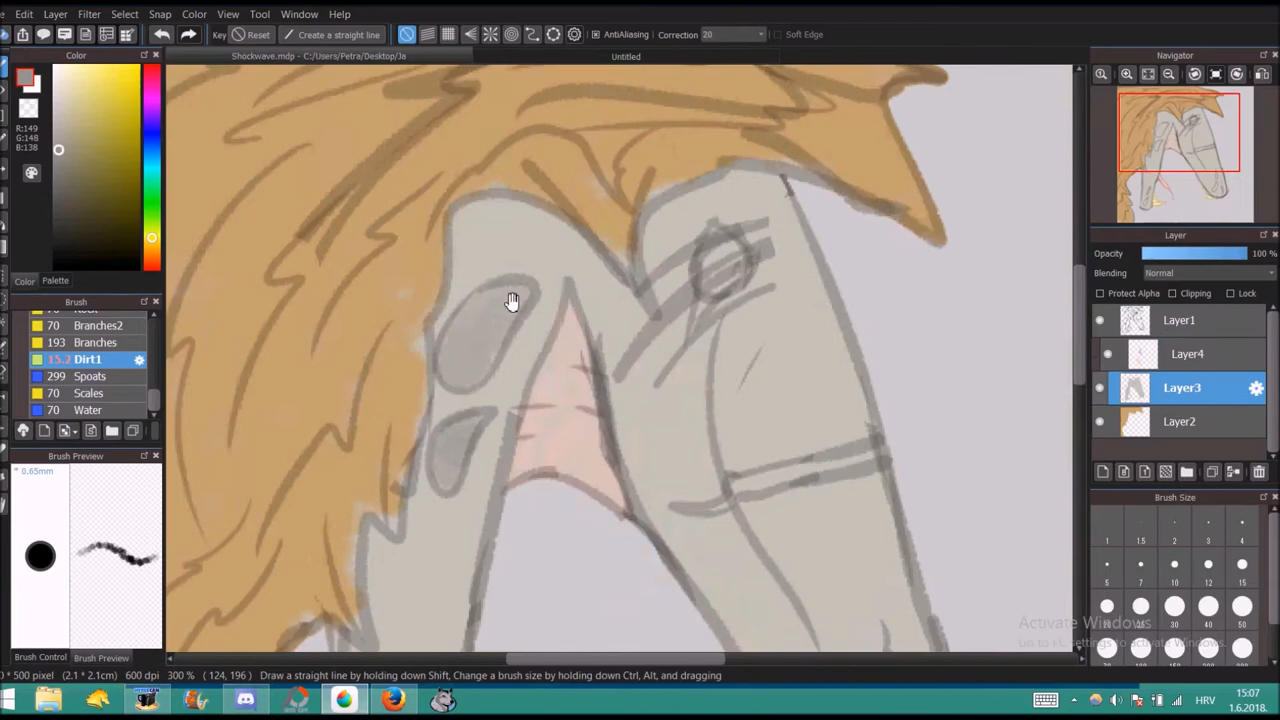 Edit Layer Filter Select Snap Color View Tool Window Help
Key Reset Create a straight line AntiAliasing Correction 20 Soft Edge
Shockwave.mdp - C:/Users/Petra/Desktop/Ja
Untitled
Color
R:149
G:148
B:138
Color Palette
Brush
70 Branches2
193 Branches
15.2 Dirt1
299 Spoats
70 Scales
70 Water
Brush Preview
* 0.65mm
Brush Control Brush Preview
Navigator
Layer
Opacity 100 %
Blending Normal
Protect Alpha Clipping Lock
Layer1
Layer4
Layer3
Layer2
Brush Size
1 1.5 2 3 4
5 7 10 12 15
20 30 40 50
Activate Windows
* 500 pixel (2.1 * 2.1cm) 600 dpi 300 % (124, 196) Draw a straight line by holding down Shift, Change a brush size by holding down Ctrl, Alt, and dragging
HRV
15:07
1.6.2018.